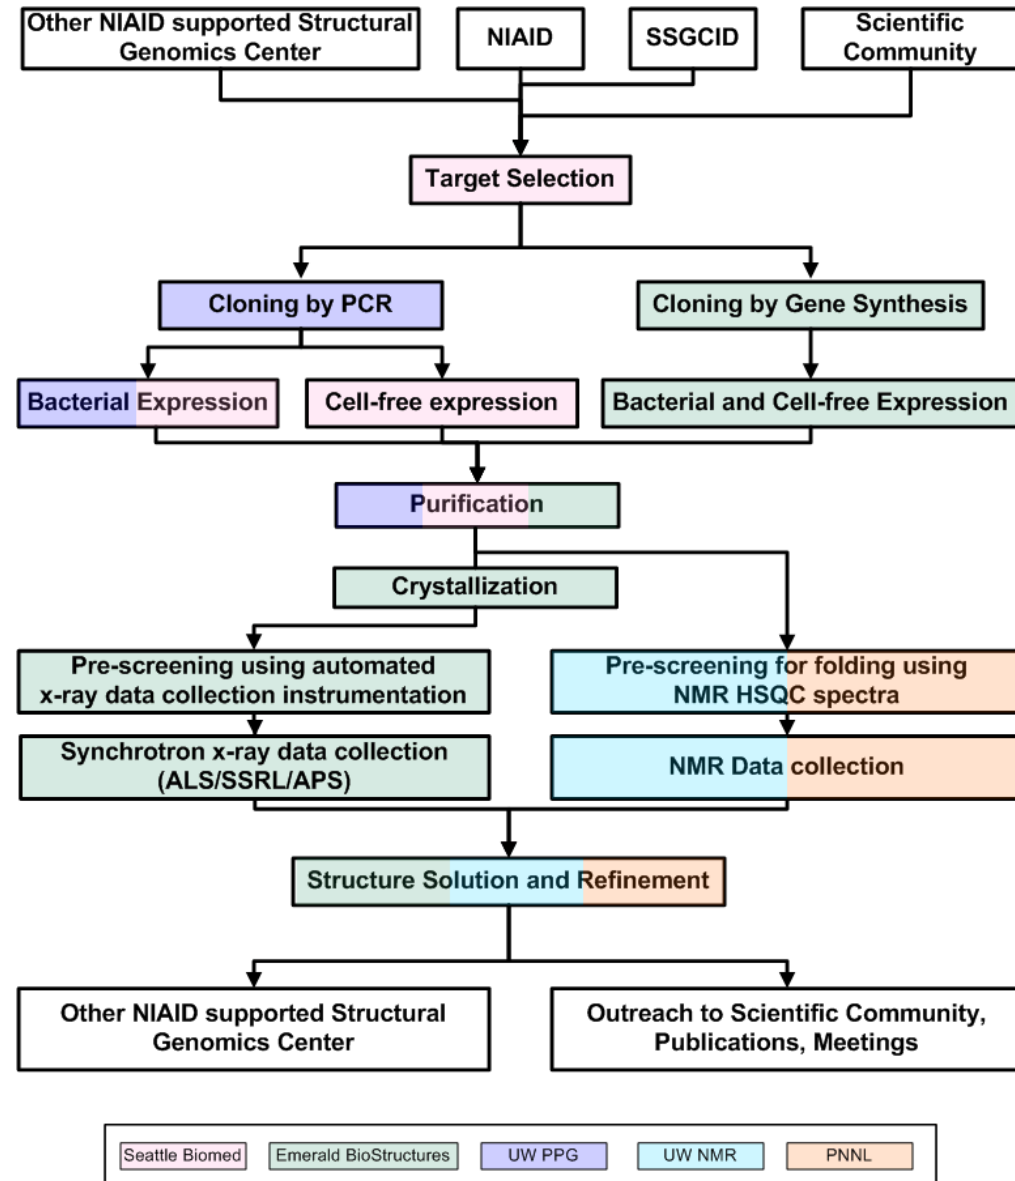 Other NIAID supported Structural
Genomics Center
NIAID
SSGCID
Scientific
Community
Target Selection
Cloning by PCR
Cloning by Gene Synthesis
Bacterial Expression
Cell-free expression
Bacterial and Cell-free Expression
Purification
Crystallization
Pre-screening using automated
x-ray data collection instrumentation
Pre-screening for folding using
NMR HSQC spectra
Synchrotron x-ray data collection
(ALS/SSRL/APS)
NMR Data collection
Structure Solution and Refinement
Other NIAID supported Structural
Genomics Center
Outreach to Scientific Community,
Publications, Meetings
Seattle Biomed
Emerald BioStructures
UW PPG
UW NMR
PNNL